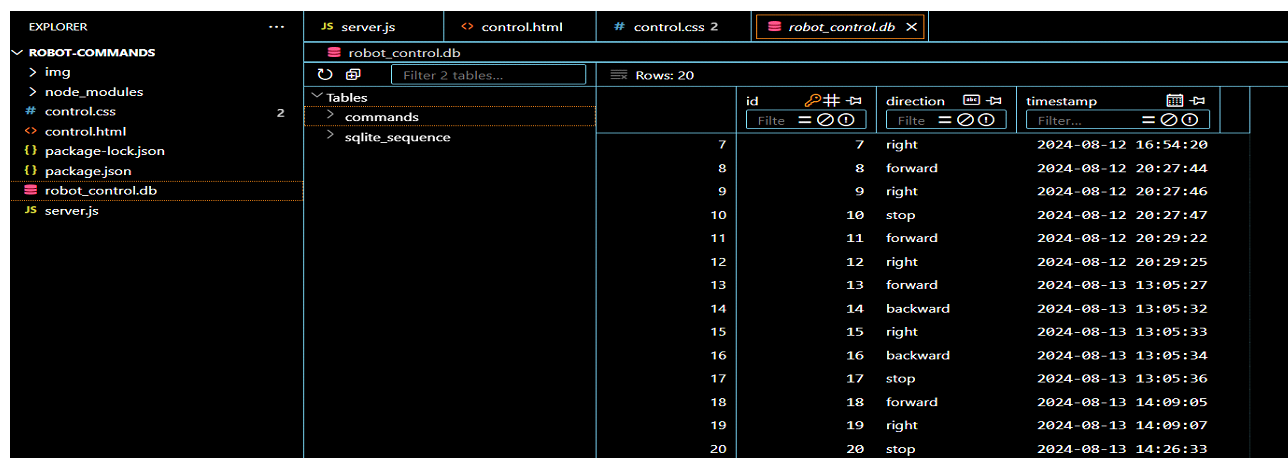 EXPLORER ...
ROBOT-COMMANDS
img
node_modules
# control.css 2
<> control.html
{} package-lock.json
{} package.json
robot_control.db
JS server.js
JS server.js <> control.html # control.css 2 robot_control.db ×
robot_control.db
Filter 2 tables...
Tables
commands
sqlite_sequence
Rows: 20
id direction timestamp
Filte Filte Filter...
7 7 right 2024-08-12 16:54:20
8 8 forward 2024-08-12 20:27:44
9 9 right 2024-08-12 20:27:46
10 10 stop 2024-08-12 20:27:47
11 11 forward 2024-08-12 20:29:22
12 12 right 2024-08-12 20:29:25
13 13 forward 2024-08-13 13:05:27
14 14 backward 2024-08-13 13:05:32
15 15 right 2024-08-13 13:05:33
16 16 backward 2024-08-13 13:05:34
17 17 stop 2024-08-13 13:05:36
18 18 forward 2024-08-13 14:09:05
19 19 right 2024-08-13 14:09:07
20 20 stop 2024-08-13 14:26:33